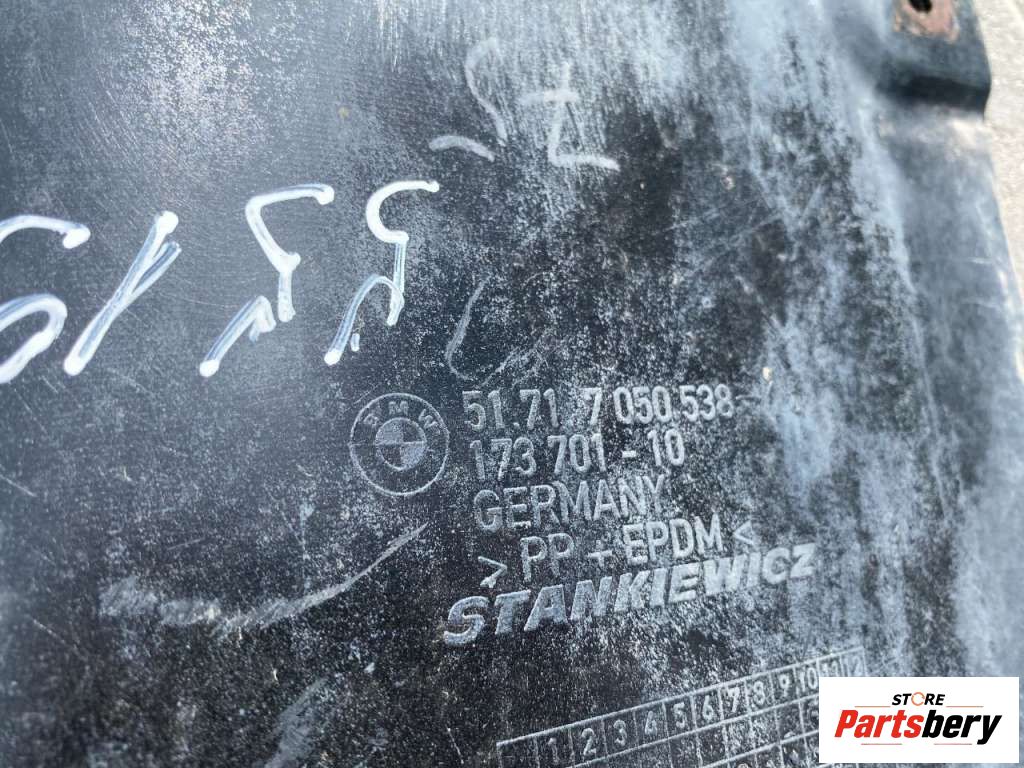 BMW
51.71. 7 050 538
173 701 - 10
GERMANY
> PP + EPDM <
STANKIEWICZ
1 2 3 4 5 6 7 8 9 10 11
STORE
Partsbery